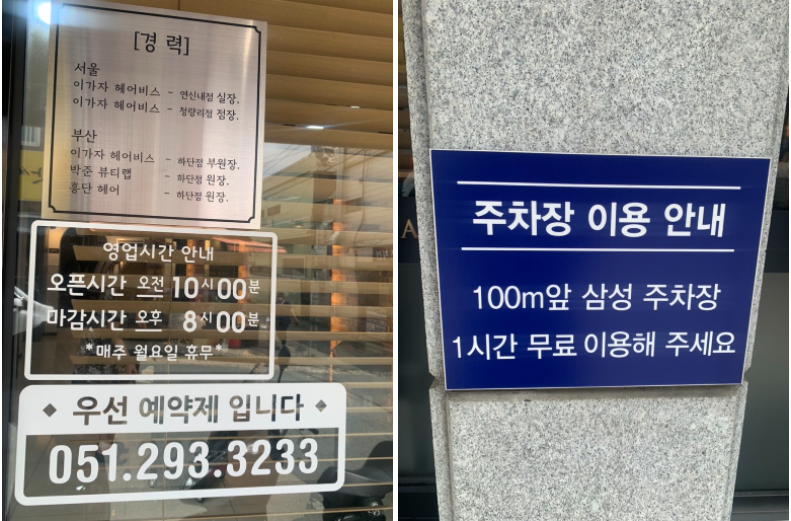 [경 력]
서울
이가자 헤어비스 - 연신내점 실장.
이가자 헤어비스 - 청량리점 점장.
부산
이가자 헤어비스 - 하단점 부원장.
박준 뷰티랩 - 하단점 원장.
홍단 헤어 - 하단점 원장.
영업시간 안내
오픈시간 오전 10시00분
마감시간 오후 8시00분
*매주 월요일 휴무*
◆ 우선 예약제 입니다 ◆
051.293.3233
주차장 이용 안내
100m앞 삼성 주차장
1시간 무료 이용해 주세요